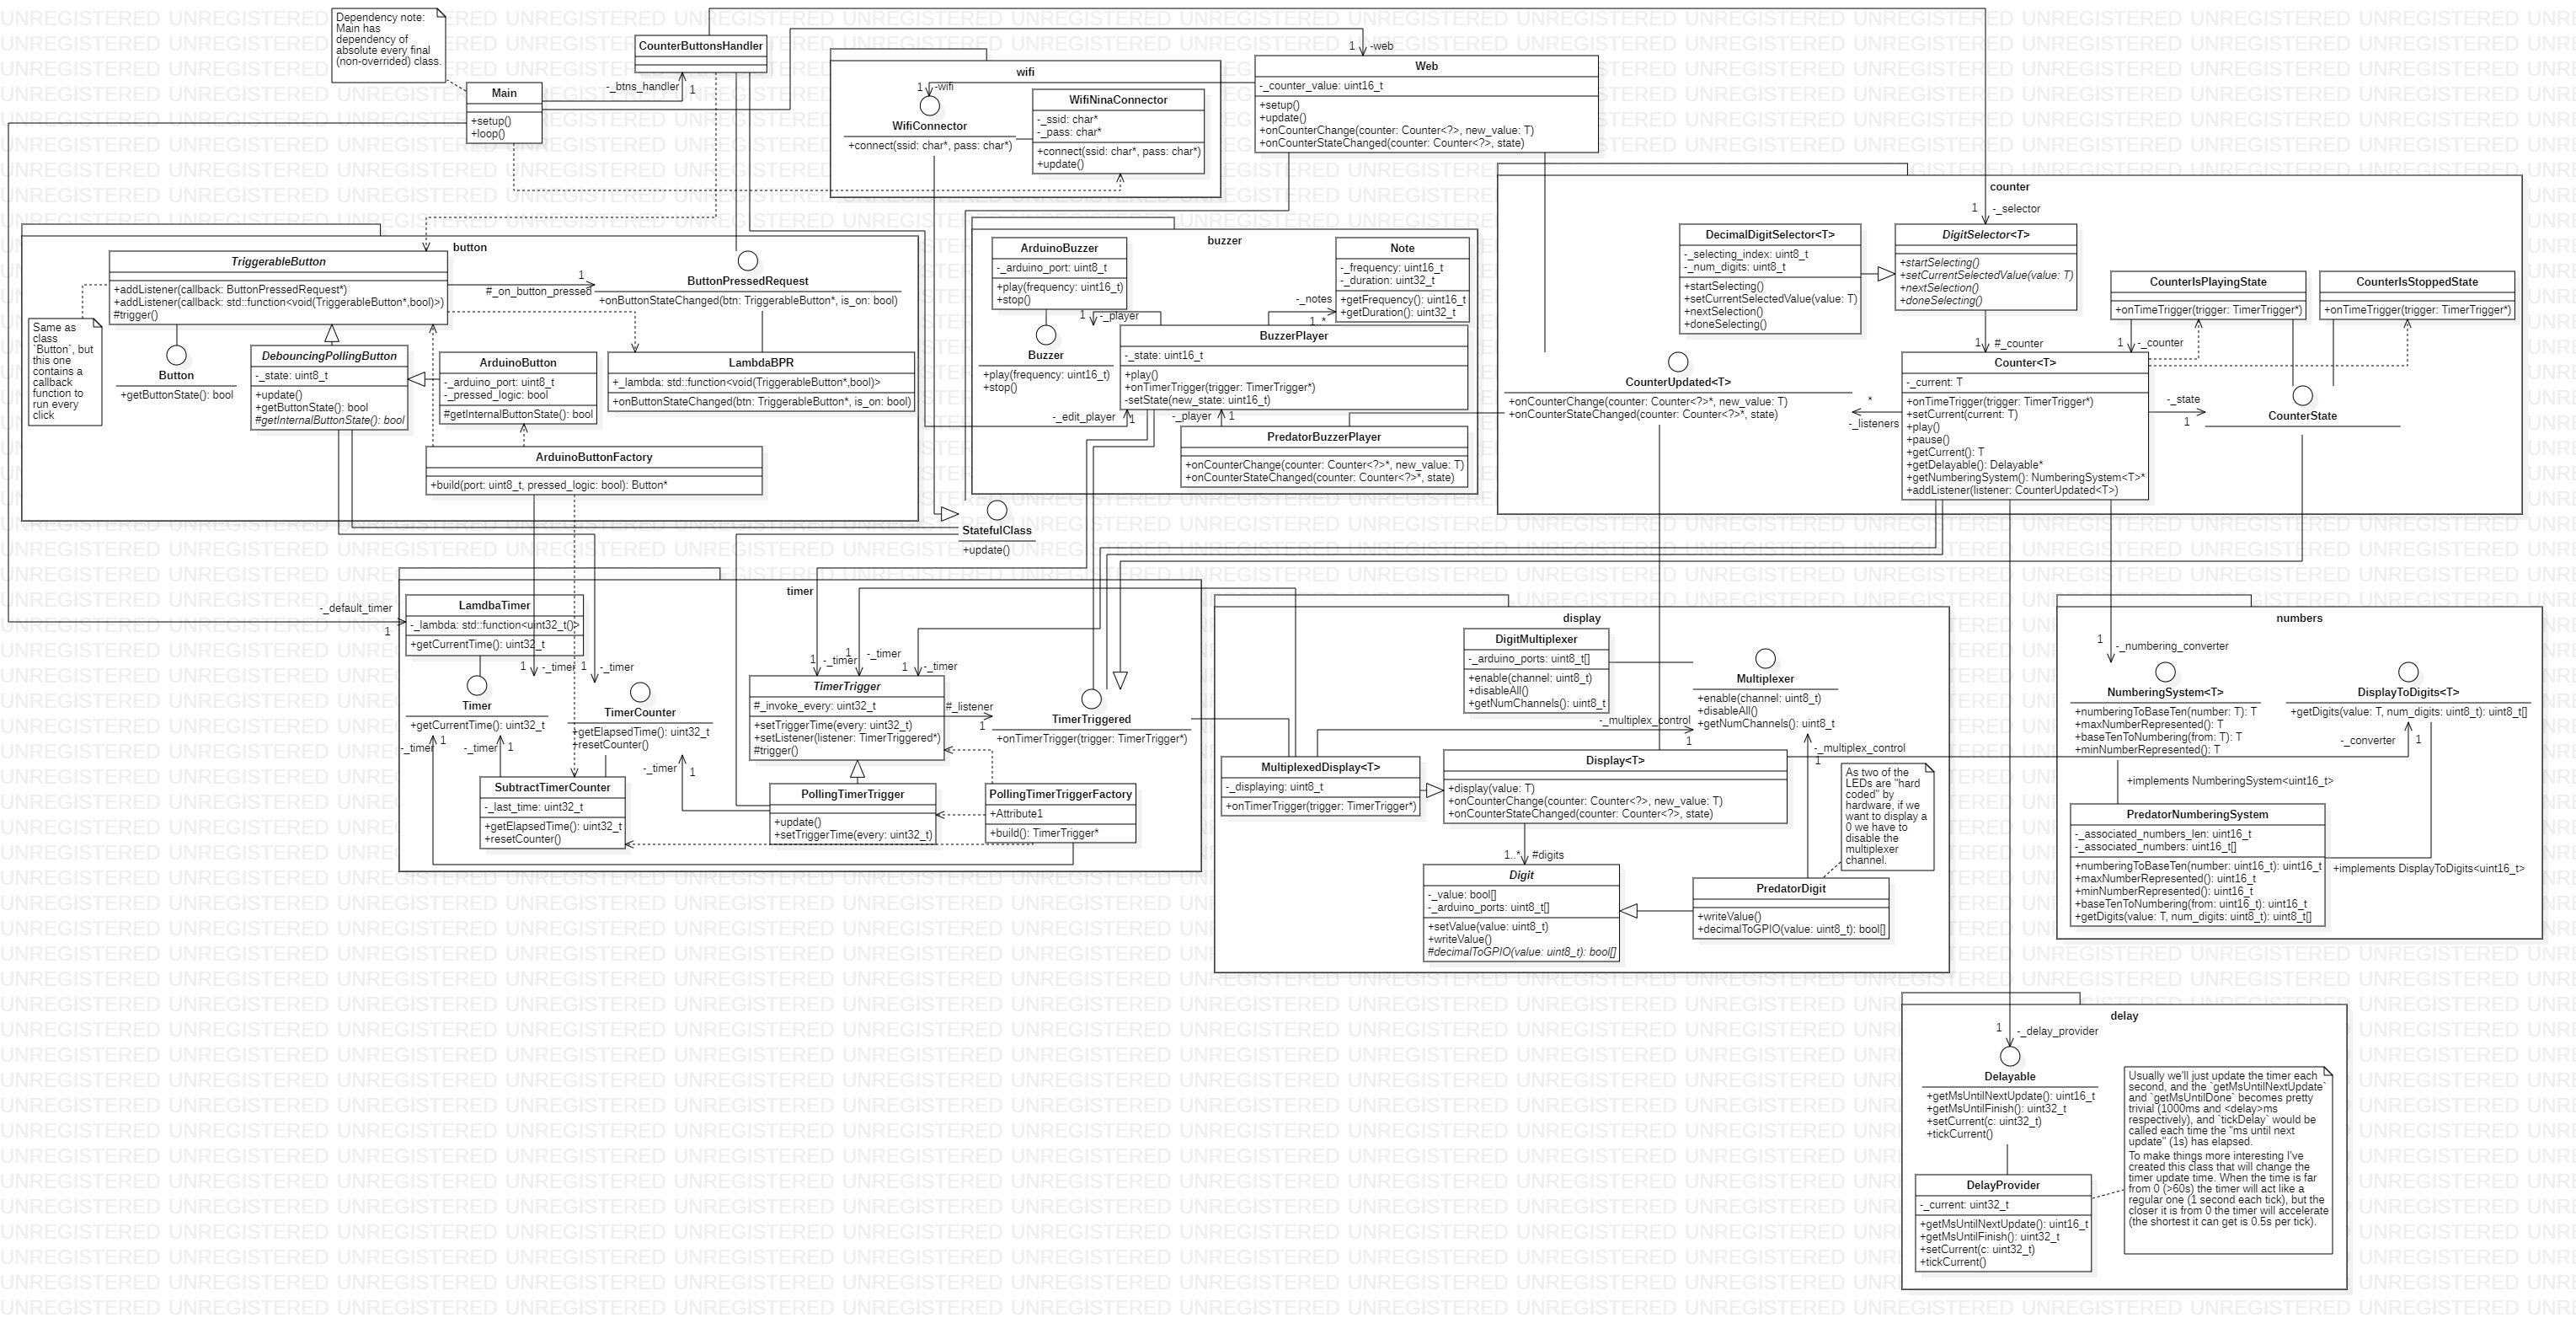 Dependency note:
Main has
dependency of
absolute every final
(non-overrided) class.
Main
+setup()
+loop()
-_btns_handler
1
CounterButtonsHandler
1
-web
wifi
1
-wifi
WifiConnector
+connect(ssid: char*, pass: char*)
WifiNinaConnector
-_ssid: char*
-_pass: char*
+connect(ssid: char*, pass: char*)
+update()
Web
-_counter_value: uint16_t
+setup()
+update()
+onCounterChange(counter: Counter<?>, new_value: T)
+onCounterStateChanged(counter: Counter<?>, state)
button
TriggerableButton
+addListener(callback: ButtonPressedRequest*)
+addListener(callback: std::function<void(TriggerableButton*,bool)>)
#trigger()
1
#_on_button_pressed
ButtonPressedRequest
+onButtonStateChanged(btn: TriggerableButton*, is_on: bool)
Same as
class
`Button`, but
this one
contains a
callback
function to
run every
click
Button
+getButtonState(): bool
DebouncingPollingButton
-_state: uint8_t
+update()
+getButtonState(): bool
#getInternalButtonState(): bool
ArduinoButton
-_arduino_port: uint8_t
-_pressed_logic: bool
#getInternalButtonState(): bool
LambdaBPR
+_lambda: std::function<void(TriggerableButton*,bool)>
+onButtonStateChanged(btn: TriggerableButton*, is_on: bool)
ArduinoButtonFactory
+build(port: uint8_t, pressed_logic: bool): Button*
buzzer
ArduinoBuzzer
-_arduino_port: uint8_t
+play(frequency: uint16_t)
+stop()
Note
-_frequency: uint16_t
-_duration: uint32_t
+getFrequency(): uint16_t
+getDuration(): uint32_t
-_notes
1..*
1
-_player
Buzzer
+play(frequency: uint16_t)
+stop()
BuzzerPlayer
-_state: uint16_t
+play()
+onTimerTrigger(trigger: TimerTrigger*)
-setState(new_state: uint16_t)
-_edit_player
1
-_player
1
PredatorBuzzerPlayer
+onCounterChange(counter: Counter<?>*, new_value: T)
+onCounterStateChanged(counter: Counter<?>*, state)
StatefulClass
+update()
counter
1
-_selector
DecimalDigitSelector<T>
-_selecting_index: uint8_t
-_num_digits: uint8_t
+startSelecting()
+setCurrentSelectedValue(value: T)
+nextSelection()
+doneSelecting()
DigitSelector<T>
+startSelecting()
+setCurrentSelectedValue(value: T)
+nextSelection()
+doneSelecting()
CounterIsPlayingState
+onTimeTrigger(trigger: TimerTrigger*)
CounterIsStoppedState
+onTimeTrigger(trigger: TimerTrigger*)
1
#_counter
1
-_counter
CounterUpdated<T>
+onCounterChange(counter: Counter<?>*, new_value: T)
+onCounterStateChanged(counter: Counter<?>*, state)
*
-_listeners
Counter<T>
-_current: T
+onTimeTrigger(trigger: TimerTrigger*)
+setCurrent(current: T)
+play()
+pause()
+getCurrent(): T
+getDelayable(): Delayable*
+getNumberingSystem(): NumberingSystem<T>*
+addListener(listener: CounterUpdated<T>)
-_state
1
CounterState
timer
-_default_timer
1
LamdbaTimer
-_lambda: std::function<uint32_t()>
+getCurrentTime(): uint32_t
1
-_timer
1
-_timer
Timer
+getCurrentTime(): uint32_t
-_timer
1
-_timer
1
TimerCounter
+getElapsedTime(): uint32_t
+resetCounter()
-_timer
1
SubtractTimerCounter
-_last_time: uint32_t
+getElapsedTime(): uint32_t
+resetCounter()
1
-_timer
1
-_timer
1
-_timer
TimerTrigger
#_invoke_every: uint32_t
+setTriggerTime(every: uint32_t)
+setListener(listener: TimerTriggered*)
#trigger()
#_listener
1
TimerTriggered
+onTimerTrigger(trigger: TimerTrigger*)
PollingTimerTrigger
+update()
+setTriggerTime(every: uint32_t)
PollingTimerTriggerFactory
+Attribute1
+build(): TimerTrigger*
display
DigitMultiplexer
-_arduino_ports: uint8_t[]
+enable(channel: uint8_t)
+disableAll()
+getNumChannels(): uint8_t
Multiplexer
+enable(channel: uint8_t)
+disableAll()
+getNumChannels(): uint8_t
-_multiplex_control
1
-_multiplex_control
1
MultiplexedDisplay<T>
-_displaying: uint8_t
+onTimerTrigger(trigger: TimerTrigger*)
Display<T>
+display(value: T)
+onCounterChange(counter: Counter<?>, new_value: T)
+onCounterStateChanged(counter: Counter<?>, state)
As two of the
LEDs are "hard
coded" by
hardware, if we
want to display a
0 we have to
disable the
multiplexer
channel.
1..*
#digits
Digit
-_value: bool[]
-_arduino_ports: uint8_t[]
+setValue(value: uint8_t)
+writeValue()
#decimalToGPIO(value: uint8_t): bool[]
PredatorDigit
+writeValue()
+decimalToGPIO(value: uint8_t): bool[]
numbers
1
-_numbering_converter
NumberingSystem<T>
+numberingToBaseTen(number: T): T
+maxNumberRepresented(): T
+baseTenToNumbering(from: T): T
+minNumberRepresented(): T
DisplayToDigits<T>
+getDigits(value: T, num_digits: uint8_t): uint8_t[]
-_converter
1
+implements NumberingSystem<uint16_t>
PredatorNumberingSystem
-_associated_numbers_len: uint16_t
-_associated_numbers: uint16_t[]
+numberingToBaseTen(number: uint16_t): uint16_t
+maxNumberRepresented(): uint16_t
+minNumberRepresented(): uint16_t
+baseTenToNumbering(from: uint16_t): uint16_t
+getDigits(value: T, num_digits: uint8_t): uint8_t[]
+implements DisplayToDigits<uint16_t>
delay
1
-_delay_provider
Delayable
+getMsUntilNextUpdate(): uint16_t
+getMsUntilFinish(): uint32_t
+setCurrent(c: uint32_t)
+tickCurrent()
DelayProvider
-_current: uint32_t
+getMsUntilNextUpdate(): uint16_t
+getMsUntilFinish(): uint32_t
+setCurrent(c: uint32_t)
+tickCurrent()
Usually we'll just update the timer each
second, and the `getMsUntilNextUpdate`
and `getMsUntilDone` becomes pretty
trivial (1000ms and <delay>ms
respectively), and `tickDelay` would be
called each time the "ms until next
update" (1s) has elapsed.
To make things more interesting I've
created this class that will change the
timer update time. When the time is far
from 0 (>60s) the timer will act like a
regular one (1 second each tick), but the
closer it is from 0 the timer will accelerate
(the shortest it can get is 0.5s per tick).